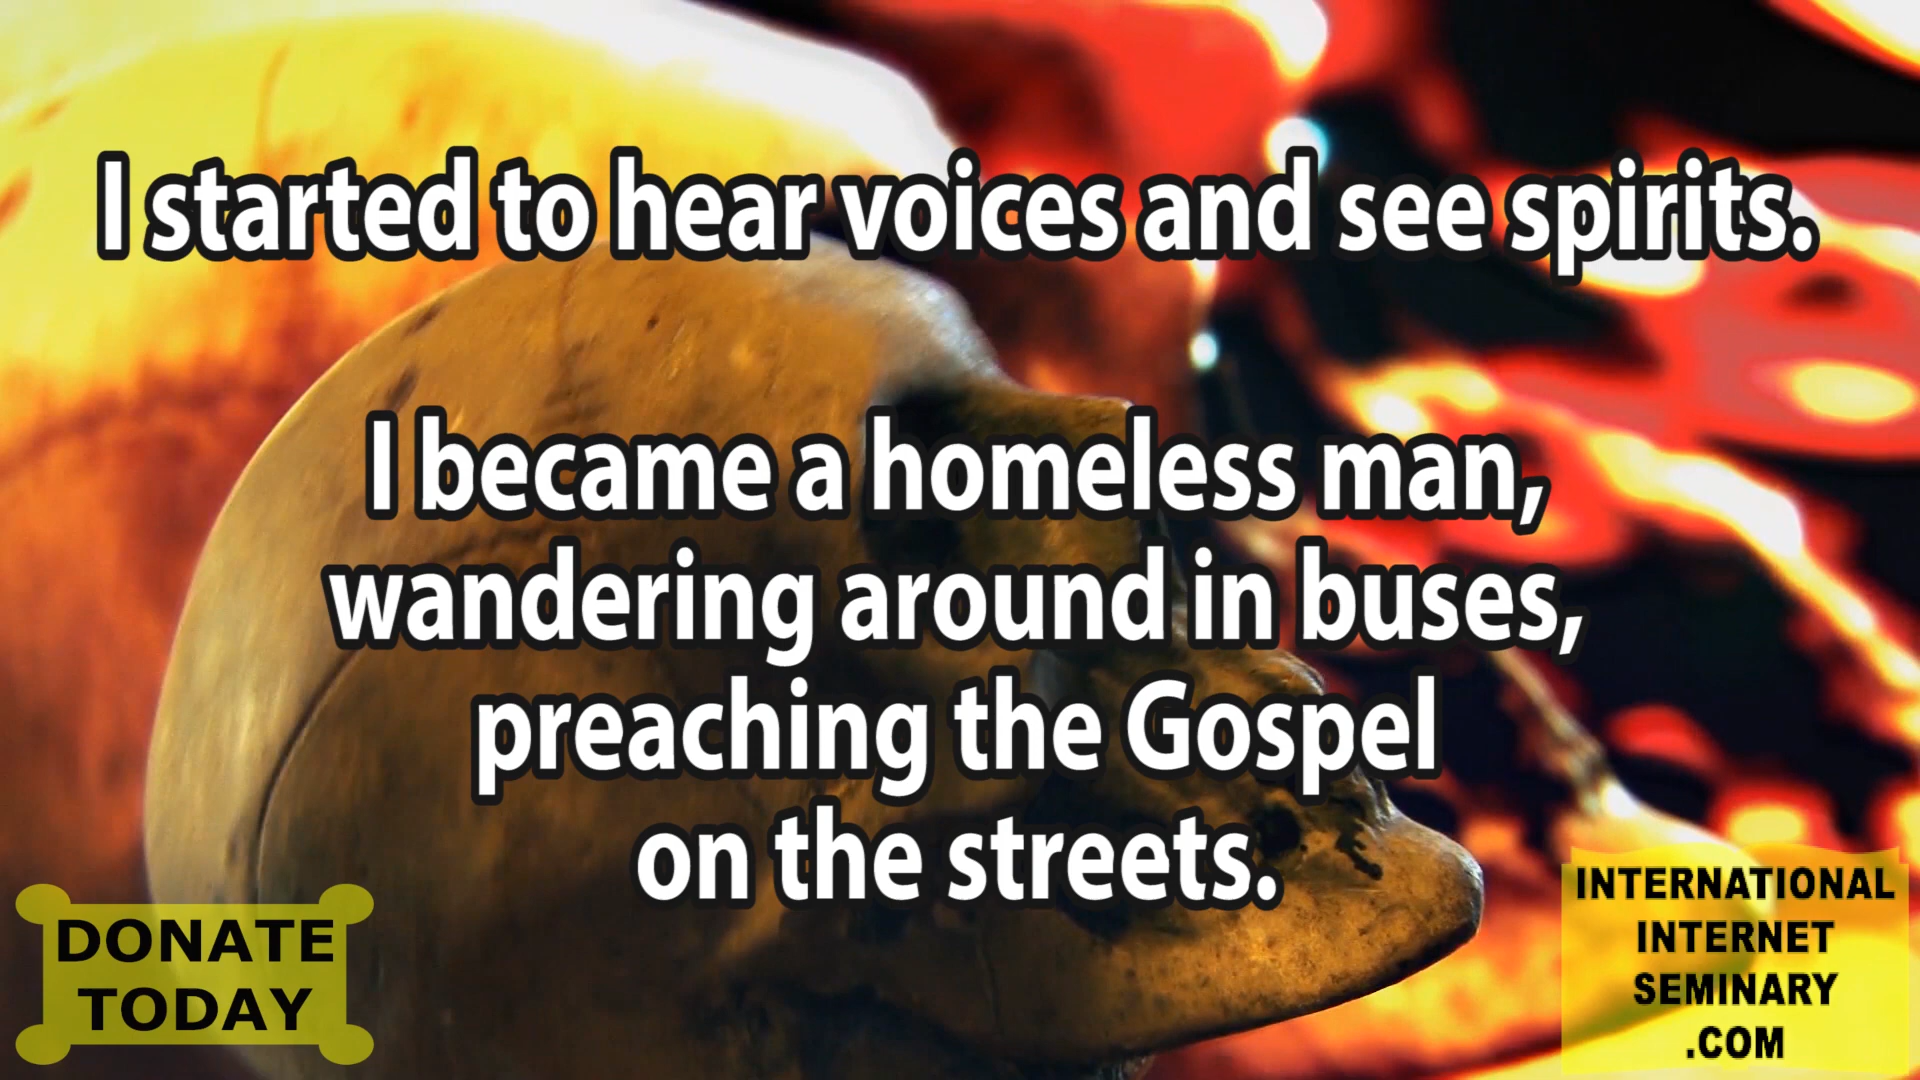 I started to hear voices and see spirits.
I became a homeless man,
wandering around in buses,
preaching the Gospel
on the streets.
DONATE
TODAY
INTERNATIONAL
INTERNET
SEMINARY
.COM